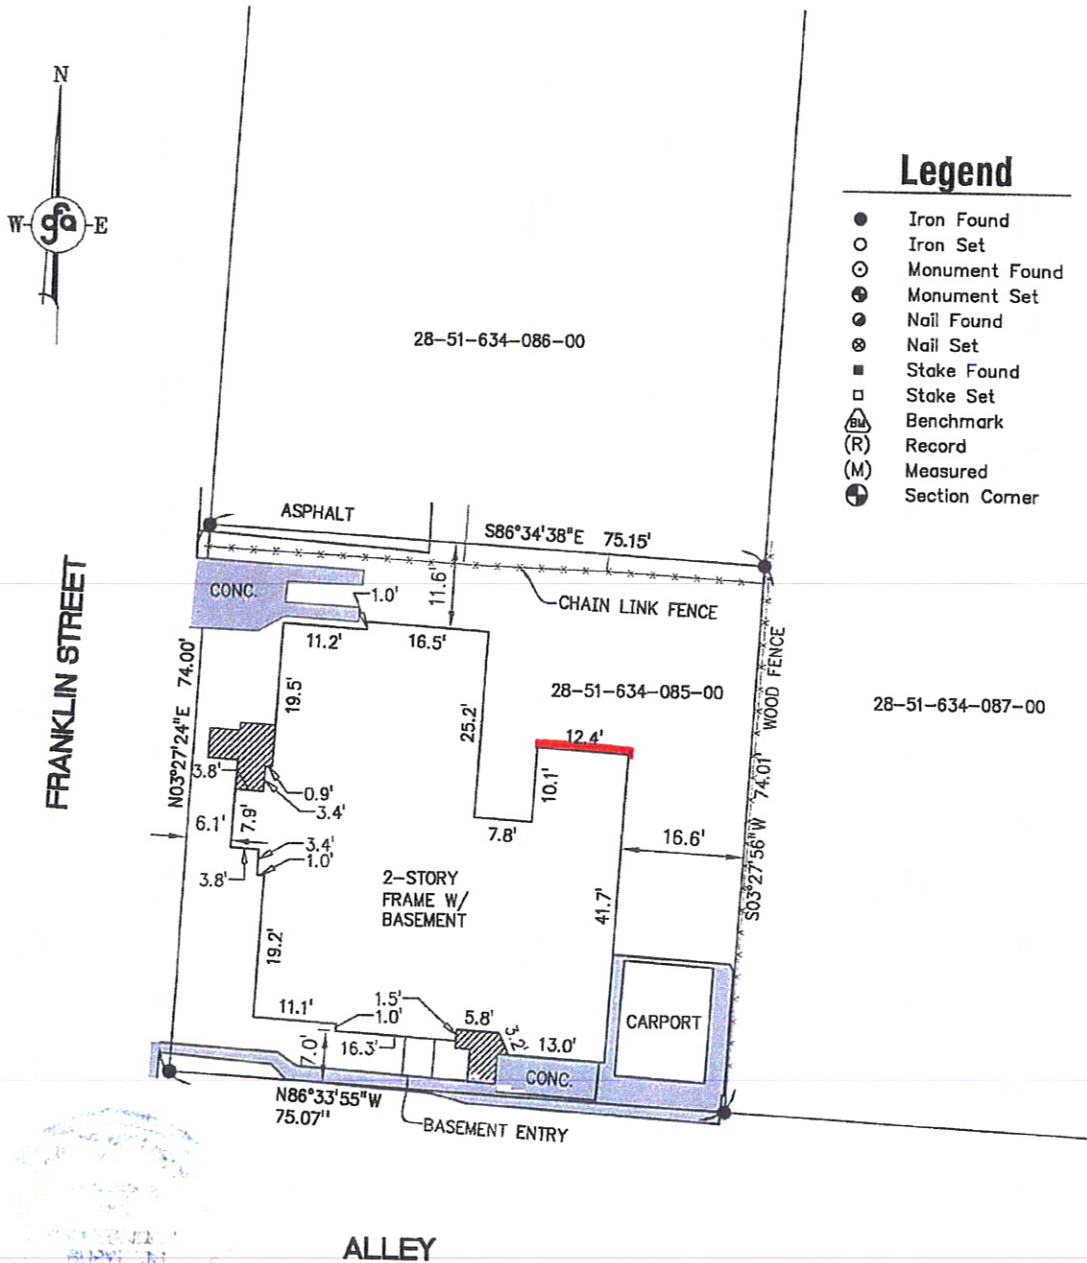 N
W
gfa
E
Legend
Iron Found
Iron Set
Monument Found
Monument Set
Nail Found
Nail Set
Stake Found
Stake Set
BM Benchmark
(R) Record
(M) Measured
Section Corner
28-51-634-086-00
ASPHALT
S86°34'38"E 75.15'
CONC.
1.0'
11.6'
CHAIN LINK FENCE
11.2'
16.5'
FRANKLIN STREET
N03°27'24"E 74.00'
19.5'
25.2'
28-51-634-085-00
WOOD FENCE
28-51-634-087-00
12.4'
3.8'
0.9'
3.4'
10.1'
6.1'
7.9'
7.8'
16.6'
S03°27'56"W 74.01'
3.4'
1.0'
3.8'
2-STORY
FRAME W/
BASEMENT
41.7'
19.2'
11.1'
1.5'
1.0'
5.8'
3.2'
13.0'
CARPORT
7.0'
16.3'
CONC.
N86°33'55"W
75.07''
BASEMENT ENTRY
ALLEY